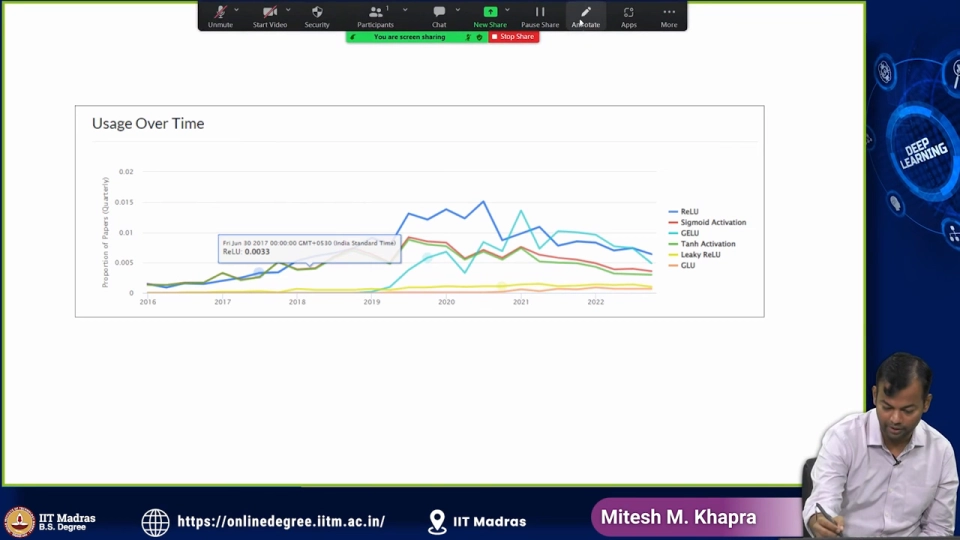 Unmute
Start Video
Security
Participants
1
Chat
New Share
Pause Share
Annotate
Apps
More
You are screen sharing
Stop Share
Usage Over Time
Proportion of Papers (Quarterly)
0.02
0.015
0.01
0.005
0
2016
2017
2018
2019
2020
2021
2022
Fri Jun 30 2017 00:00:00 GMT+0530 (India Standard Time)
ReLU: 0.0033
ReLU
Sigmoid Activation
GELU
Tanh Activation
Leaky ReLU
GLU
DEEP
LEARNING
IIT Madras
B.S. Degree
https://onlinedegree.iitm.ac.in/
IIT Madras
Mitesh M. Khapra